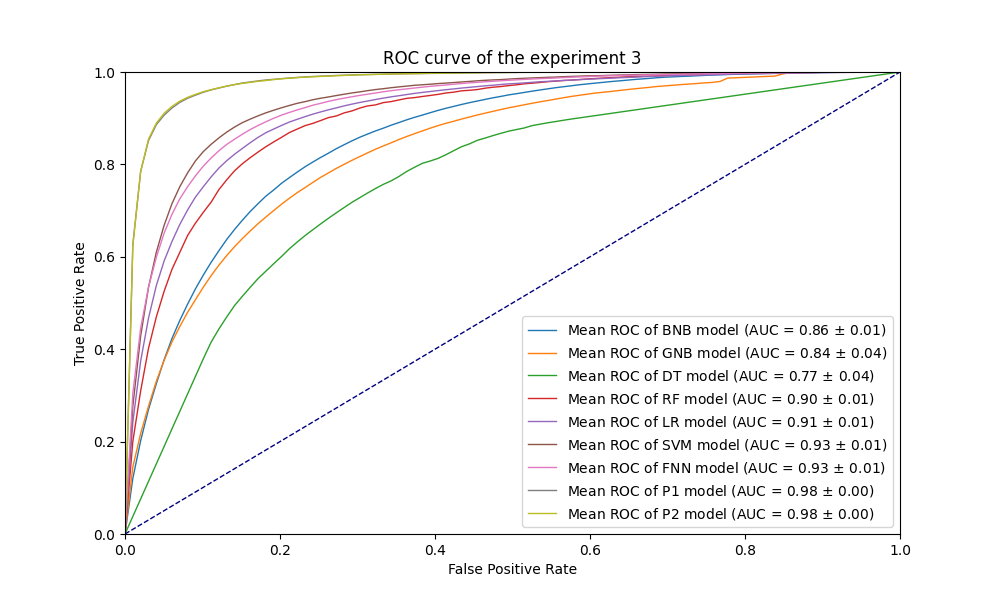 ROC curve of the experiment 3
1.0
0.8
0.6
0.4
0.2
0.0
True Positive Rate
Mean ROC of BNB model (AUC = 0.86 ± 0.01)
Mean ROC of GNB model (AUC = 0.84 ± 0.04)
Mean ROC of DT model (AUC = 0.77 ± 0.04)
Mean ROC of RF model (AUC = 0.90 ± 0.01)
Mean ROC of LR model (AUC = 0.91 ± 0.01)
Mean ROC of SVM model (AUC = 0.93 ± 0.01)
Mean ROC of FNN model (AUC = 0.93 ± 0.01)
Mean ROC of P1 model (AUC = 0.98 ± 0.00)
Mean ROC of P2 model (AUC = 0.98 ± 0.00)
0.0 0.2 0.4 0.6 0.8 1.0
False Positive Rate